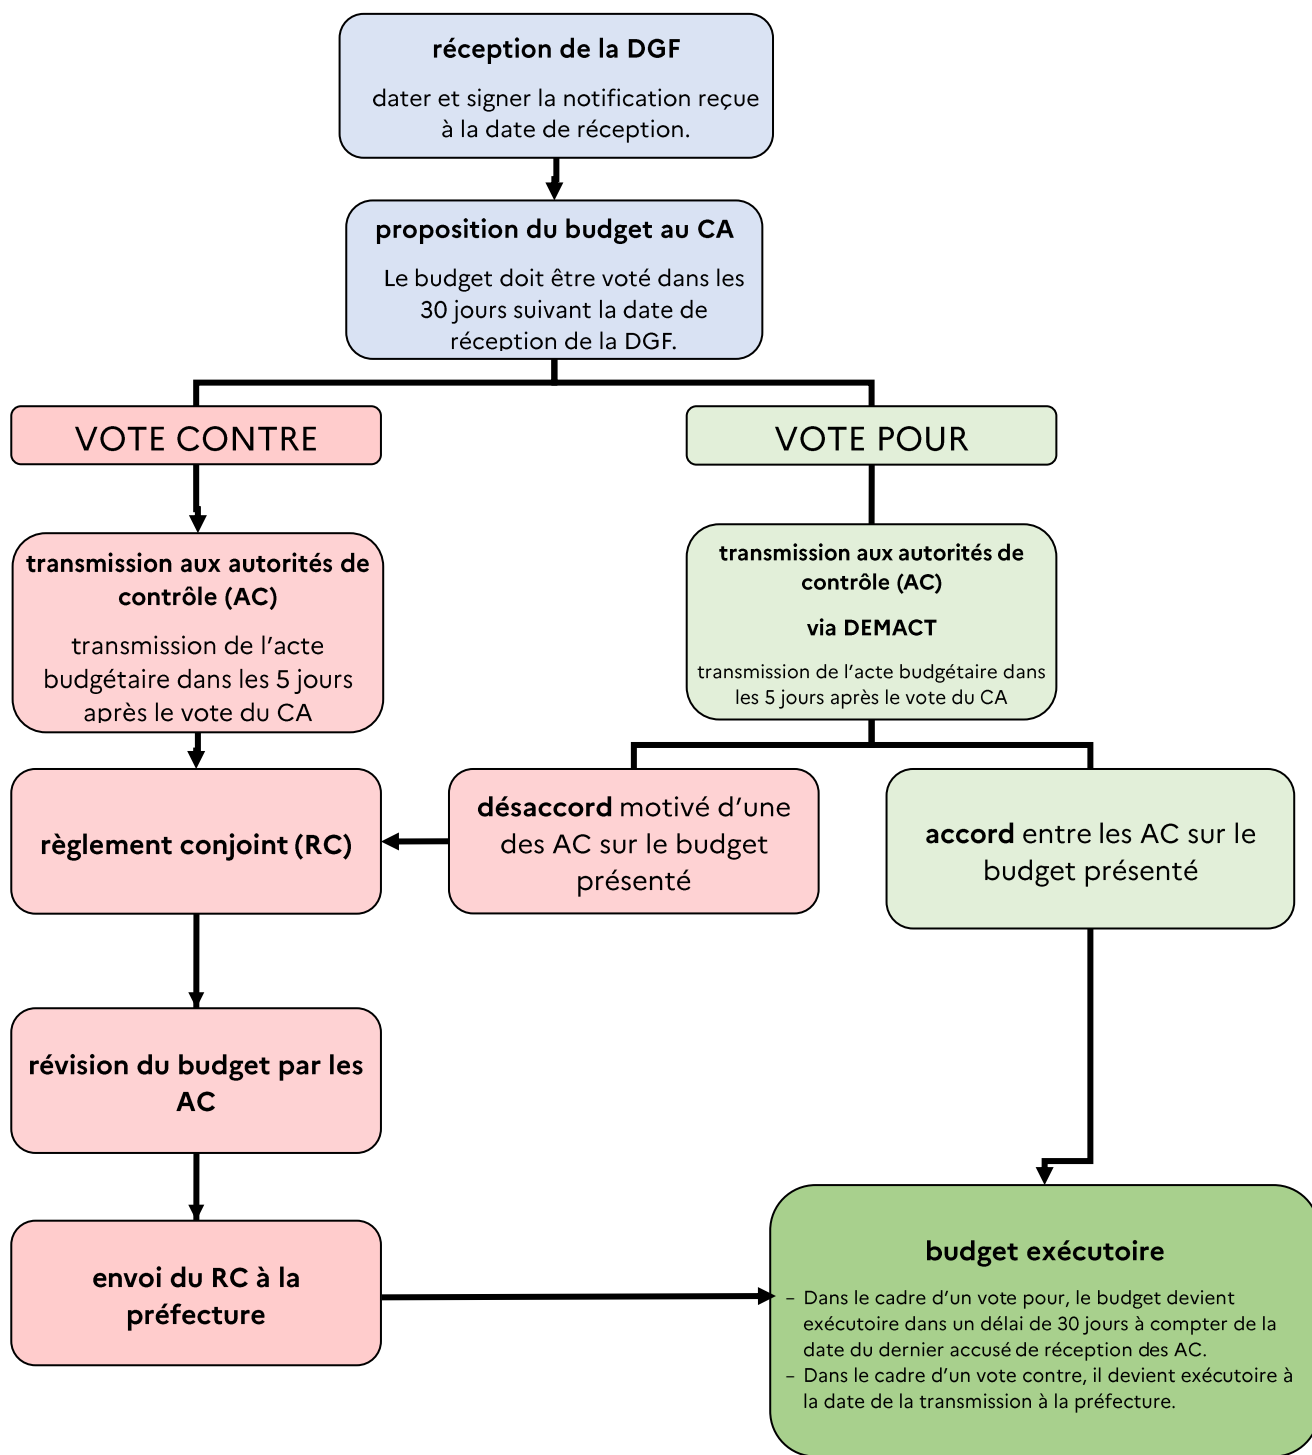 réception de la DGF
dater et signer la notification reçue
à la date de réception.
proposition du budget au CA
Le budget doit être voté dans les
30 jours suivant la date de
réception de la DGF.
VOTE CONTRE
VOTE POUR
transmission aux autorités de
contrôle (AC)
transmission de l’acte
budgétaire dans les 5 jours
après le vote du CA
transmission aux autorités de
contrôle (AC)
via DEMACT
transmission de l’acte budgétaire dans
les 5 jours après le vote du CA
règlement conjoint (RC)
désaccord motivé d’une
des AC sur le budget
présenté
accord entre les AC sur le
budget présenté
révision du budget par les
AC
envoi du RC à la
préfecture
budget exécutoire
– Dans le cadre d’un vote pour, le budget devient
exécutoire dans un délai de 30 jours à compter de la
date du dernier accusé de réception des AC.
– Dans le cadre d’un vote contre, il devient exécutoire à
la date de la transmission à la préfecture.